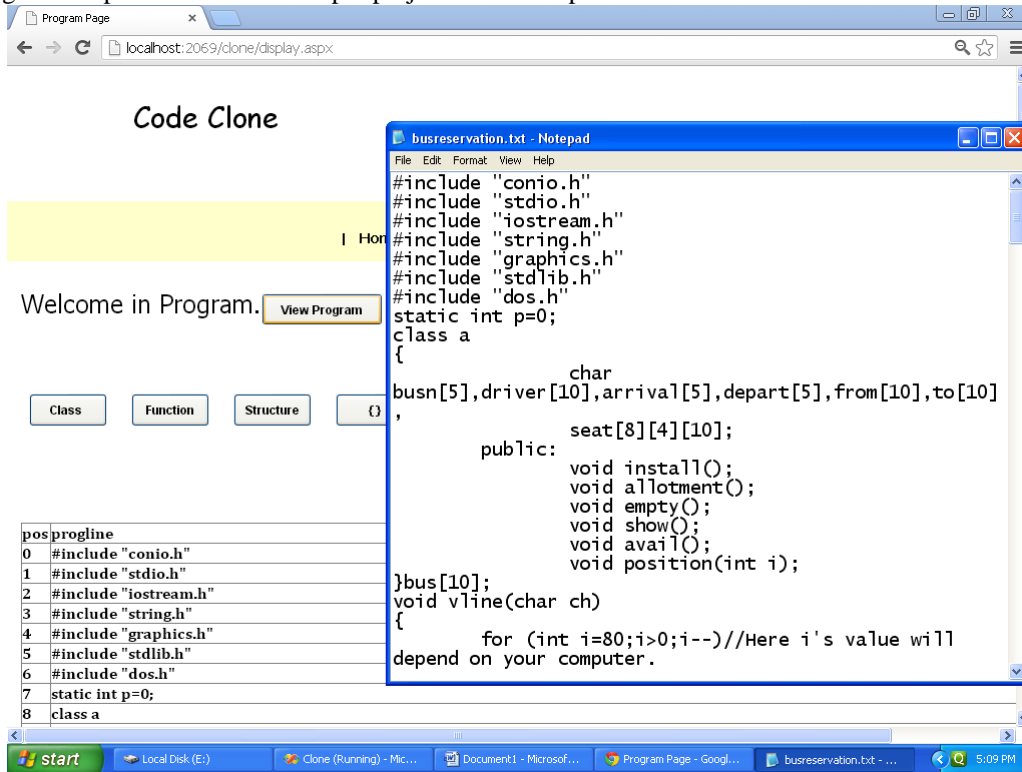 Program Page
localhost:2069/clone/display.aspx
Code Clone
| Hon
Welcome in Program.
View Program
Class
Function
Structure
{}
pos progline
0 #include "conio.h"
1 #include "stdio.h"
2 #include "iostream.h"
3 #include "string.h"
4 #include "graphics.h"
5 #include "stdlib.h"
6 #include "dos.h"
7 static int p=0;
8 class a
busreservation.txt - Notepad
File Edit Format View Help
#include "conio.h"
#include "stdio.h"
#include "iostream.h"
#include "string.h"
#include "graphics.h"
#include "stdlib.h"
#include "dos.h"
static int p=0;
class a
{
char
busn[5],driver[10],arrival[5],depart[5],from[10],to[10]
,
seat[8][4][10];
public:
void install();
void allotment();
void empty();
void show();
void avail();
void position(int i);
}bus[10];
void vline(char ch)
{
for (int i=80;i>0;i--)//Here i's value will
depend on your computer.
start
Local Disk (E:)
Clone (Running) - Mic...
Document1 - Microsof...
Program Page - Googl...
busreservation.txt - ...
5:09 PM